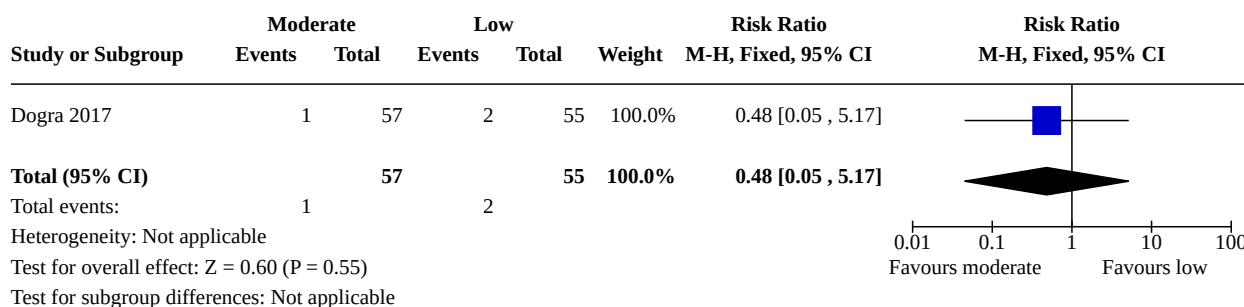 Moderate Low Risk Ratio Risk Ratio
Study or Subgroup Events Total Events Total Weight M-H, Fixed, 95% CI M-H, Fixed, 95% CI
Dogra 2017 1 57 2 55 100.0% 0.48 [0.05 , 5.17]
Total (95% CI) 57 55 100.0% 0.48 [0.05 , 5.17]
Total events: 1 2
Heterogeneity: Not applicable 0.01 0.1 1 10 100
Test for overall effect: Z = 0.60 (P = 0.55) Favours moderate Favours low
Test for subgroup differences: Not applicable